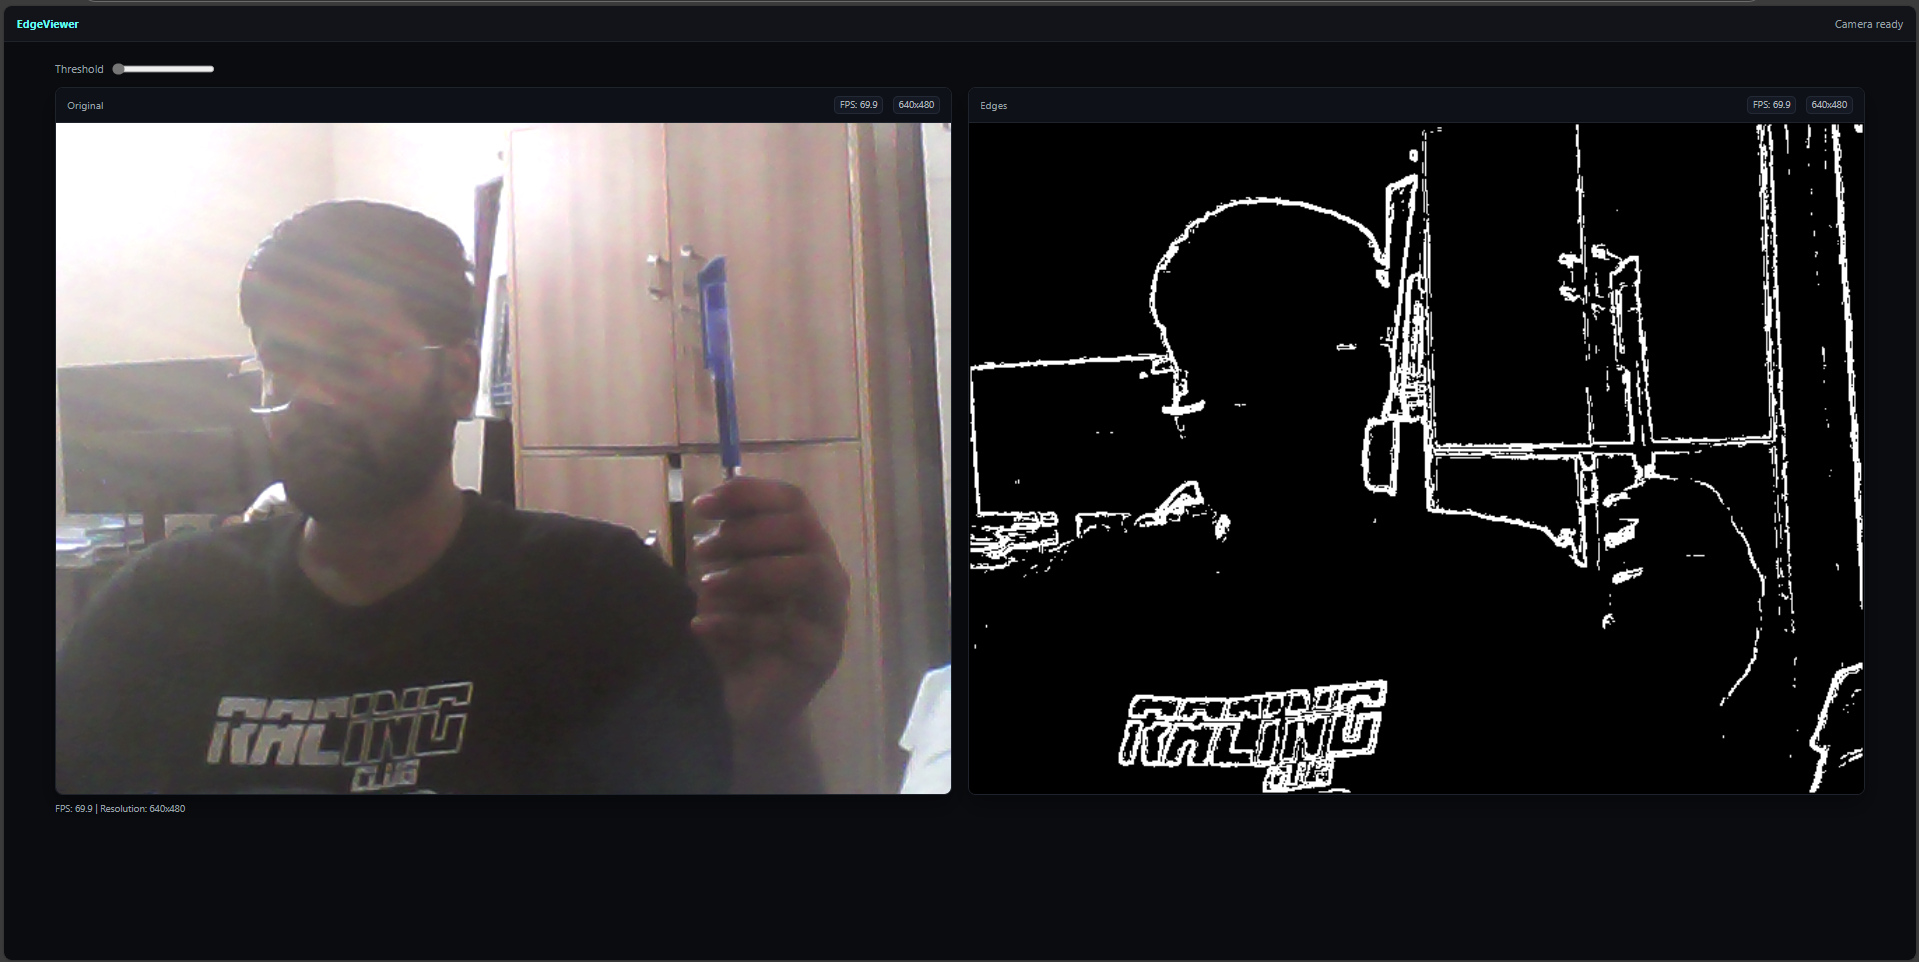 EdgeViewer
Camera ready
Threshold
Original
FPS: 69.9
640x480
RACING
CLUB
Edges
FPS: 69.9
640x480
RACING
FPS: 69.9 | Resolution: 640x480